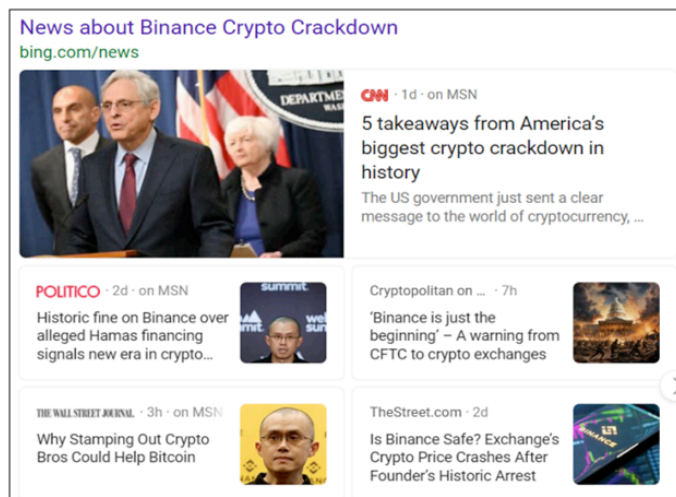 News about Binance Crypto Crackdown
bing.com/news
DEPARTME
WAS
CNN · 1d · on MSN
5 takeaways from America's
biggest crypto crackdown in
history
The US government just sent a clear
message to the world of cryptocurrency, ...
POLITICO · 2d · on MSN
Historic fine on Binance over
alleged Hamas financing
signals new era in crypto...
summit
Cryptopolitan on ... · 7h
'Binance is just the
beginning' – A warning from
CFTC to crypto exchanges
THE WALL STREET JOURNAL. · 3h · on MSN
Why Stamping Out Crypto
Bros Could Help Bitcoin
TheStreet.com · 2d
Is Binance Safe? Exchange's
Crypto Price Crashes After
Founder's Historic Arrest
BINANCE